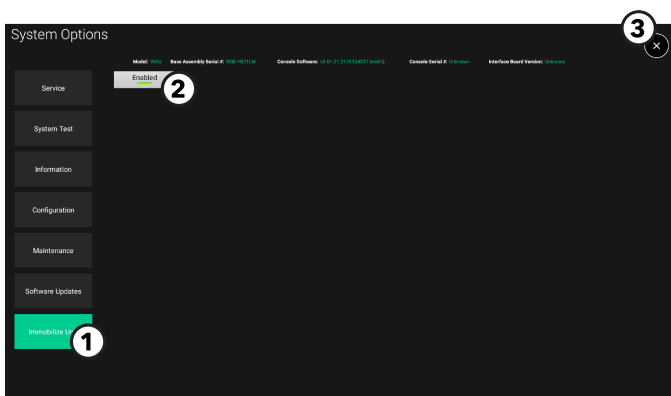 System Options
3
Model: Base Assembly Serial #: Console Software: Console Serial #: Unknown Interface Board Version: Unknown
Enabled
2
Service
System Test
Information
Configuration
Maintenance
Software Updates
Immobilize
1